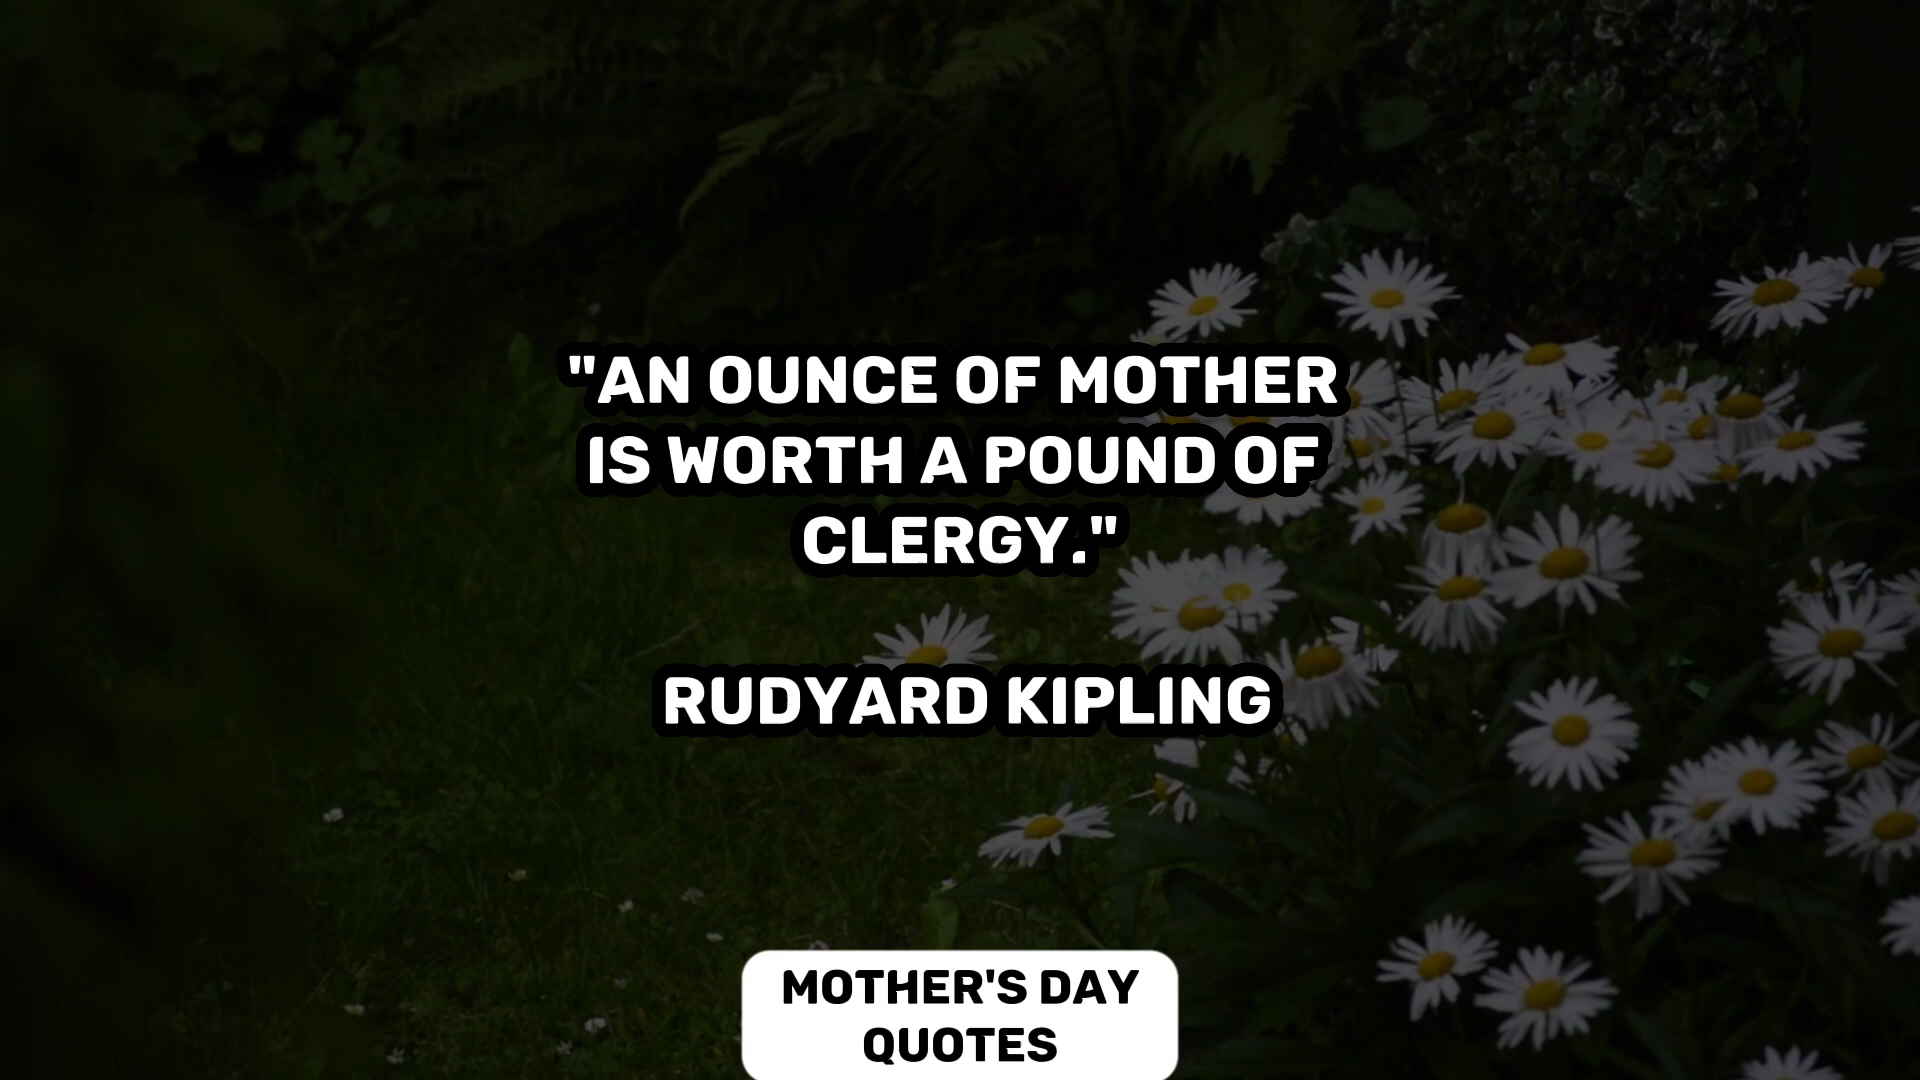 "AN OUNCE OF MOTHER
IS WORTH A POUND OF
CLERGY."
RUDYARD KIPLING
MOTHER'S DAY
QUOTES